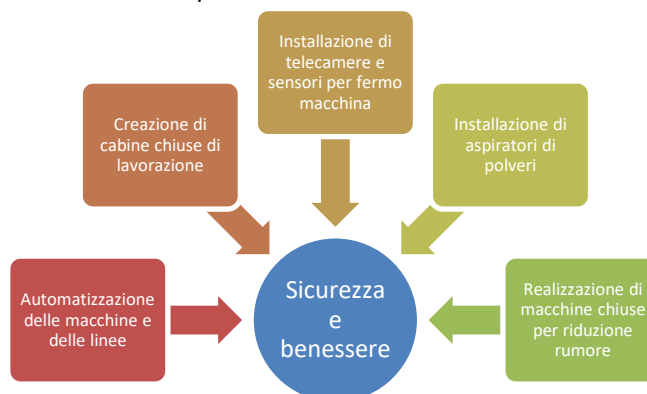 Installazione di
telecamere e
sensori per fermo
macchina
Creazione di
cabine chiuse di
lavorazione
Installazione di
aspiratori di
polveri
Automatizzazione
delle macchine e
delle linee
Sicurezza
e
benessere
Realizzazione di
macchine chiuse
per riduzione
rumore